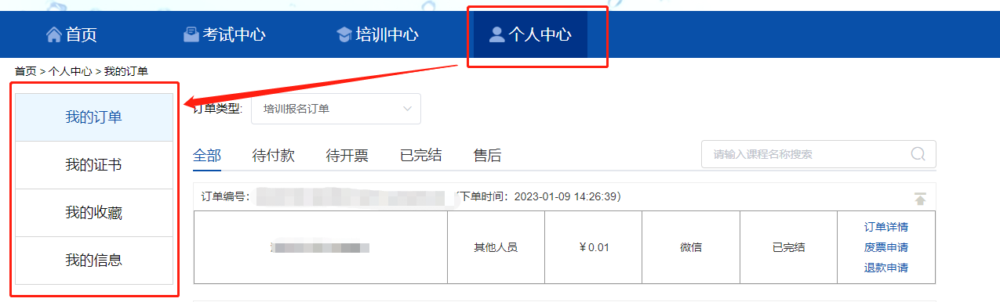 首页 考试中心 培训中心 个人中心
首页 > 个人中心 > 我的订单
我的订单
我的证书
我的收藏
我的信息
订单类型: 培训报名订单
全部 待付款 待开票 已完结 售后 请输入课程名称搜索
订单编号: (下单时间：2023-01-09 14:26:39)
其他人员 ￥0.01 微信 已完结
订单详情
废票申请
退款申请